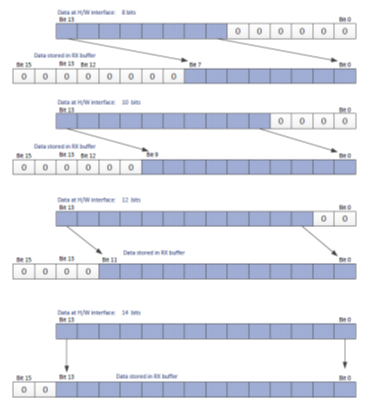 Data at H/W interface: 8 bits
Bit 13 Bit 0
0 0 0 0 0 0
Data stored in RX buffer
Bit 7
Bit 15 Bit 13 Bit 12 Bit 0
0 0 0 0 0 0 0 0
Data at H/W interface: 10 bits
Bit 13 Bit 0
0 0 0 0
Data stored in RX buffer
Bit 15 Bit 13 Bit 12 Bit 9 Bit 0
0 0 0 0 0 0
Data at H/W interface: 12 bits
Bit 13 Bit 0
0 0
Data stored in RX buffer
Bit 15 Bit 13 Bit 11 Bit 0
0 0 0 0
Data at H/W interface: 14 bits
Bit 13 Bit 0
Data stored in RX buffer
Bit 15 Bit 13 Bit 0
0 0